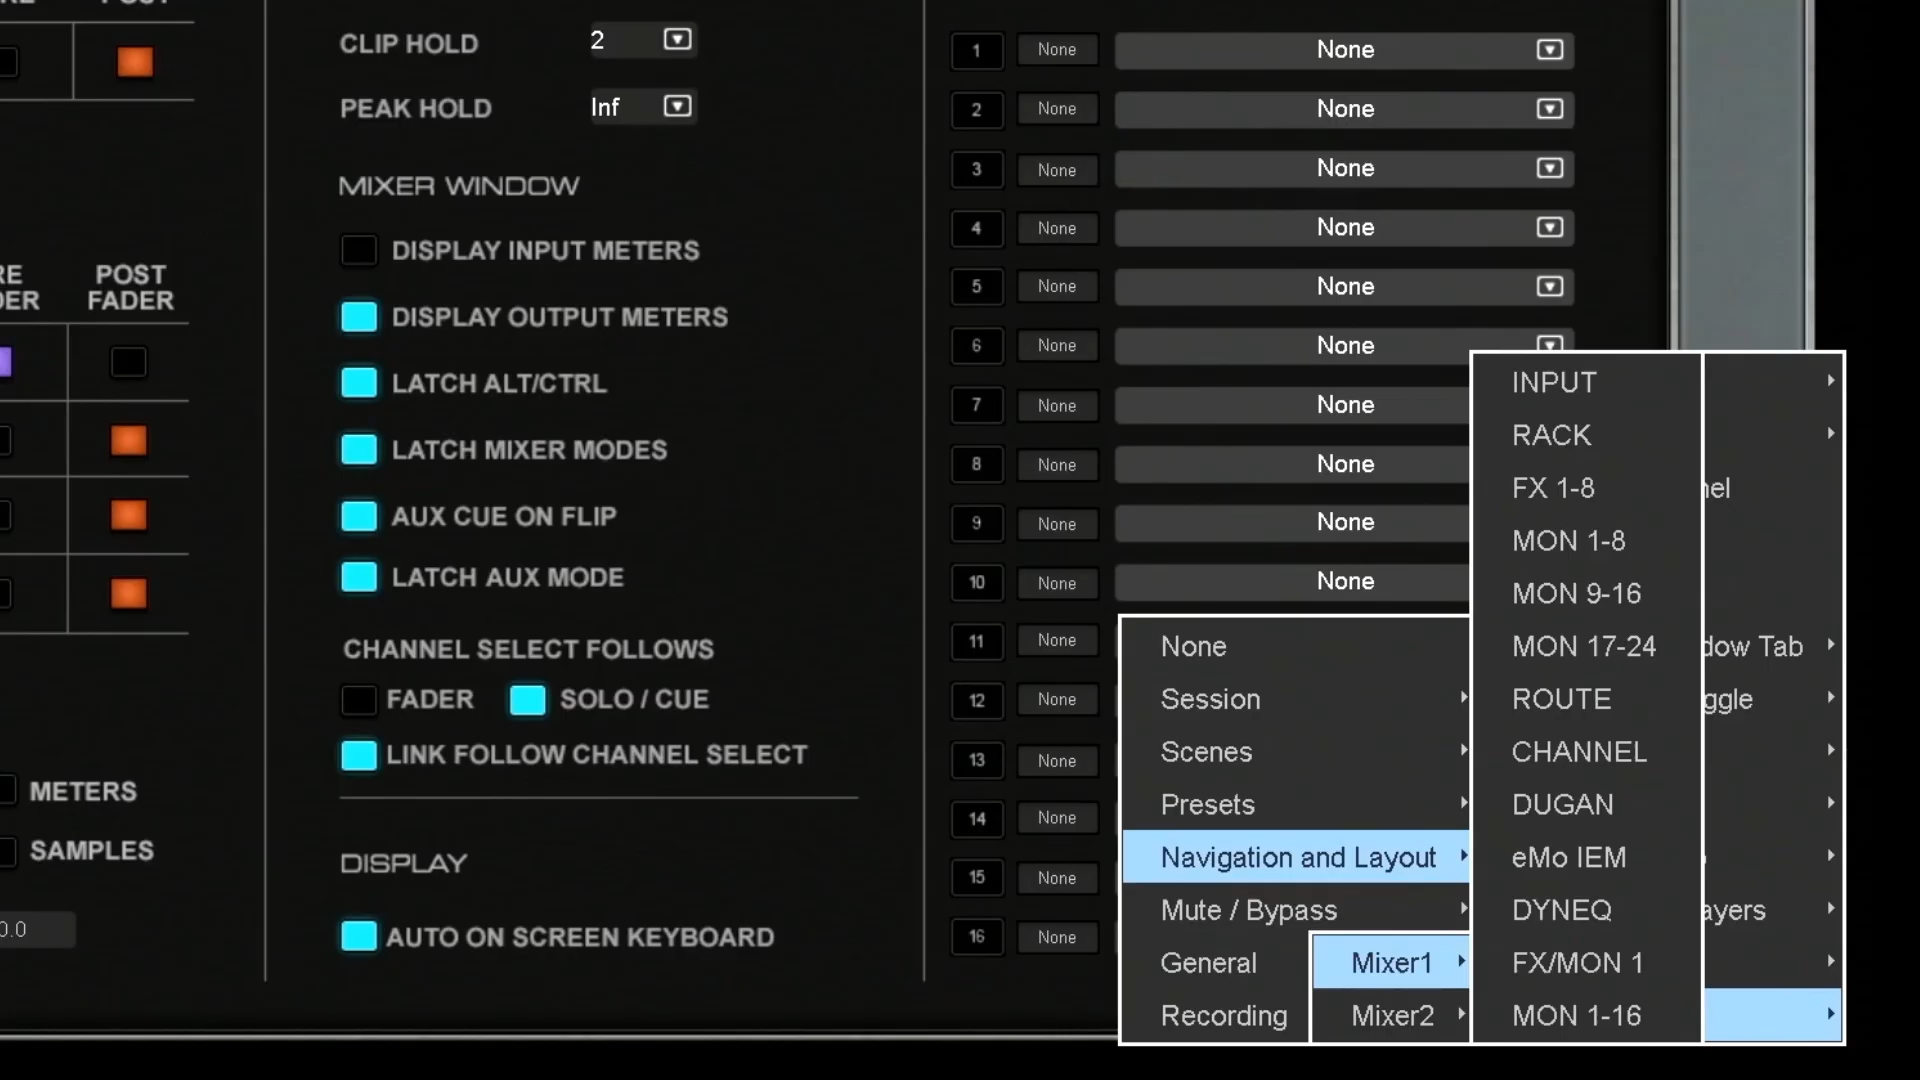 CLIP HOLD 2
PEAK HOLD Inf
MIXER WINDOW
DISPLAY INPUT METERS
DISPLAY OUTPUT METERS
LATCH ALT/CTRL
LATCH MIXER MODES
AUX CUE ON FLIP
LATCH AUX MODE
CHANNEL SELECT FOLLOWS
FADER SOLO / CUE
LINK FOLLOW CHANNEL SELECT
DISPLAY
AUTO ON SCREEN KEYBOARD
POST
FADER
METERS
SAMPLES
0.0
1 None None
2 None None
3 None None
4 None None
5 None None
6 None None
7 None None
8 None None
9 None None
10 None None
11 None
12 None
13 None
14 None
15 None
16 None
None
Session
Scenes
Presets
Navigation and Layout
Mute / Bypass
General
Recording
Mixer1
Mixer2
INPUT
RACK
FX 1-8
MON 1-8
MON 9-16
MON 17-24
ROUTE
CHANNEL
DUGAN
eMo IEM
DYNEQ
FX/MON 1
MON 1-16
Tab